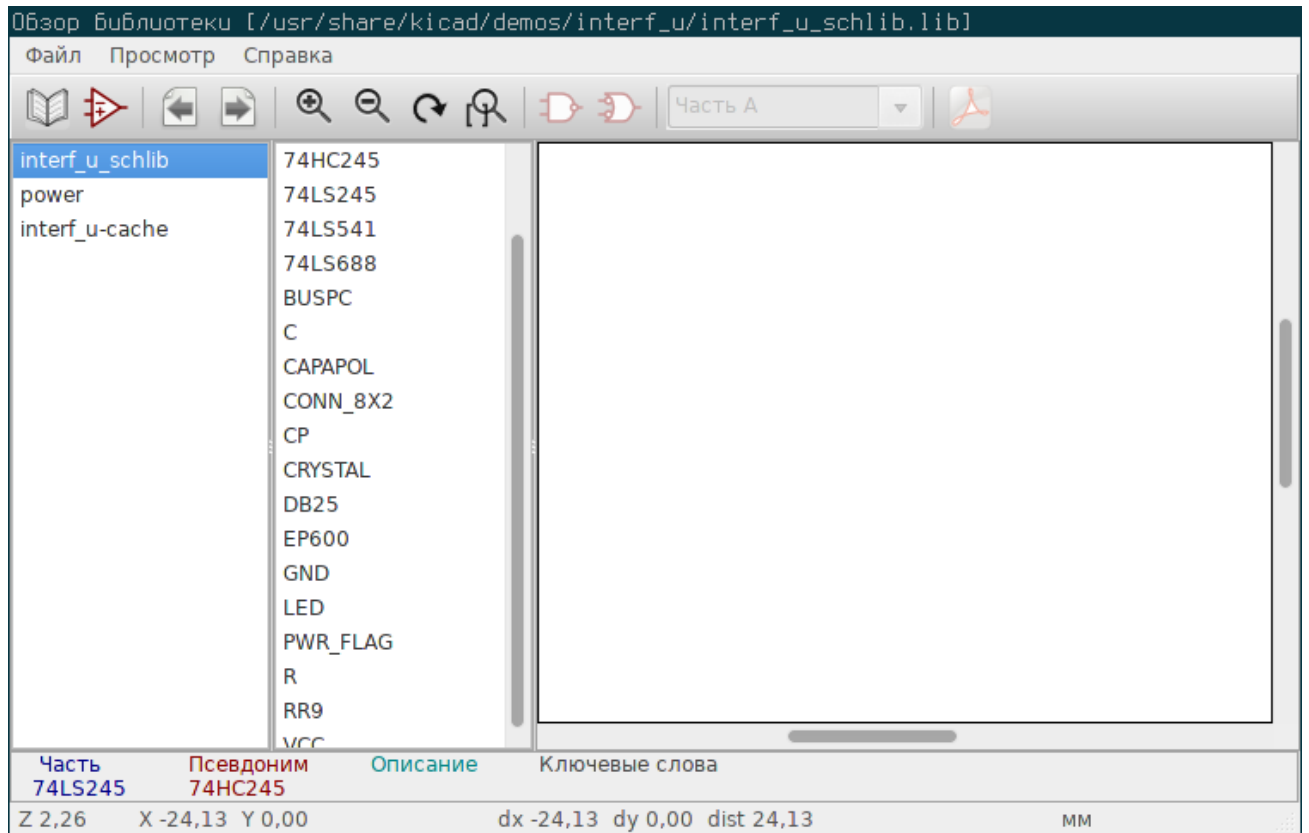 Обзор библиотеки [/usr/share/kicad/demos/interf_u/interf_u_schlib.lib]
Файл Просмотр Справка
Часть A
interf_u_schlib
power
interf_u-cache
74HC245
74LS245
74LS541
74LS688
BUSPC
C
CAPAPOL
CONN_8X2
CP
CRYSTAL
DB25
EP600
GND
LED
PWR_FLAG
R
RR9
VCC
Часть Псевдоним Описание Ключевые слова
74LS245 74HC245
Z 2,26 X -24,13 Y 0,00 dx -24,13 dy 0,00 dist 24,13 мм